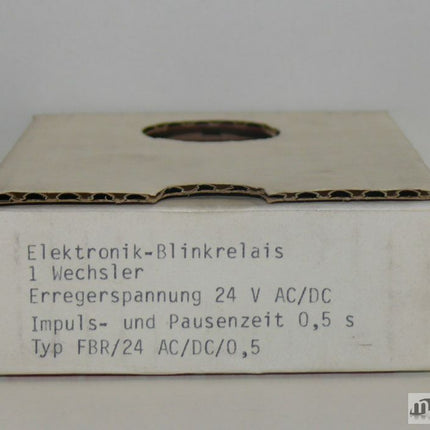 Elektronik-Blinkrelais
1 Wechsler
Erregerspannung 24 V AC/DC
Impuls- und Pausenzeit 0,5 s
Typ FBR/24 AC/DC/0,5